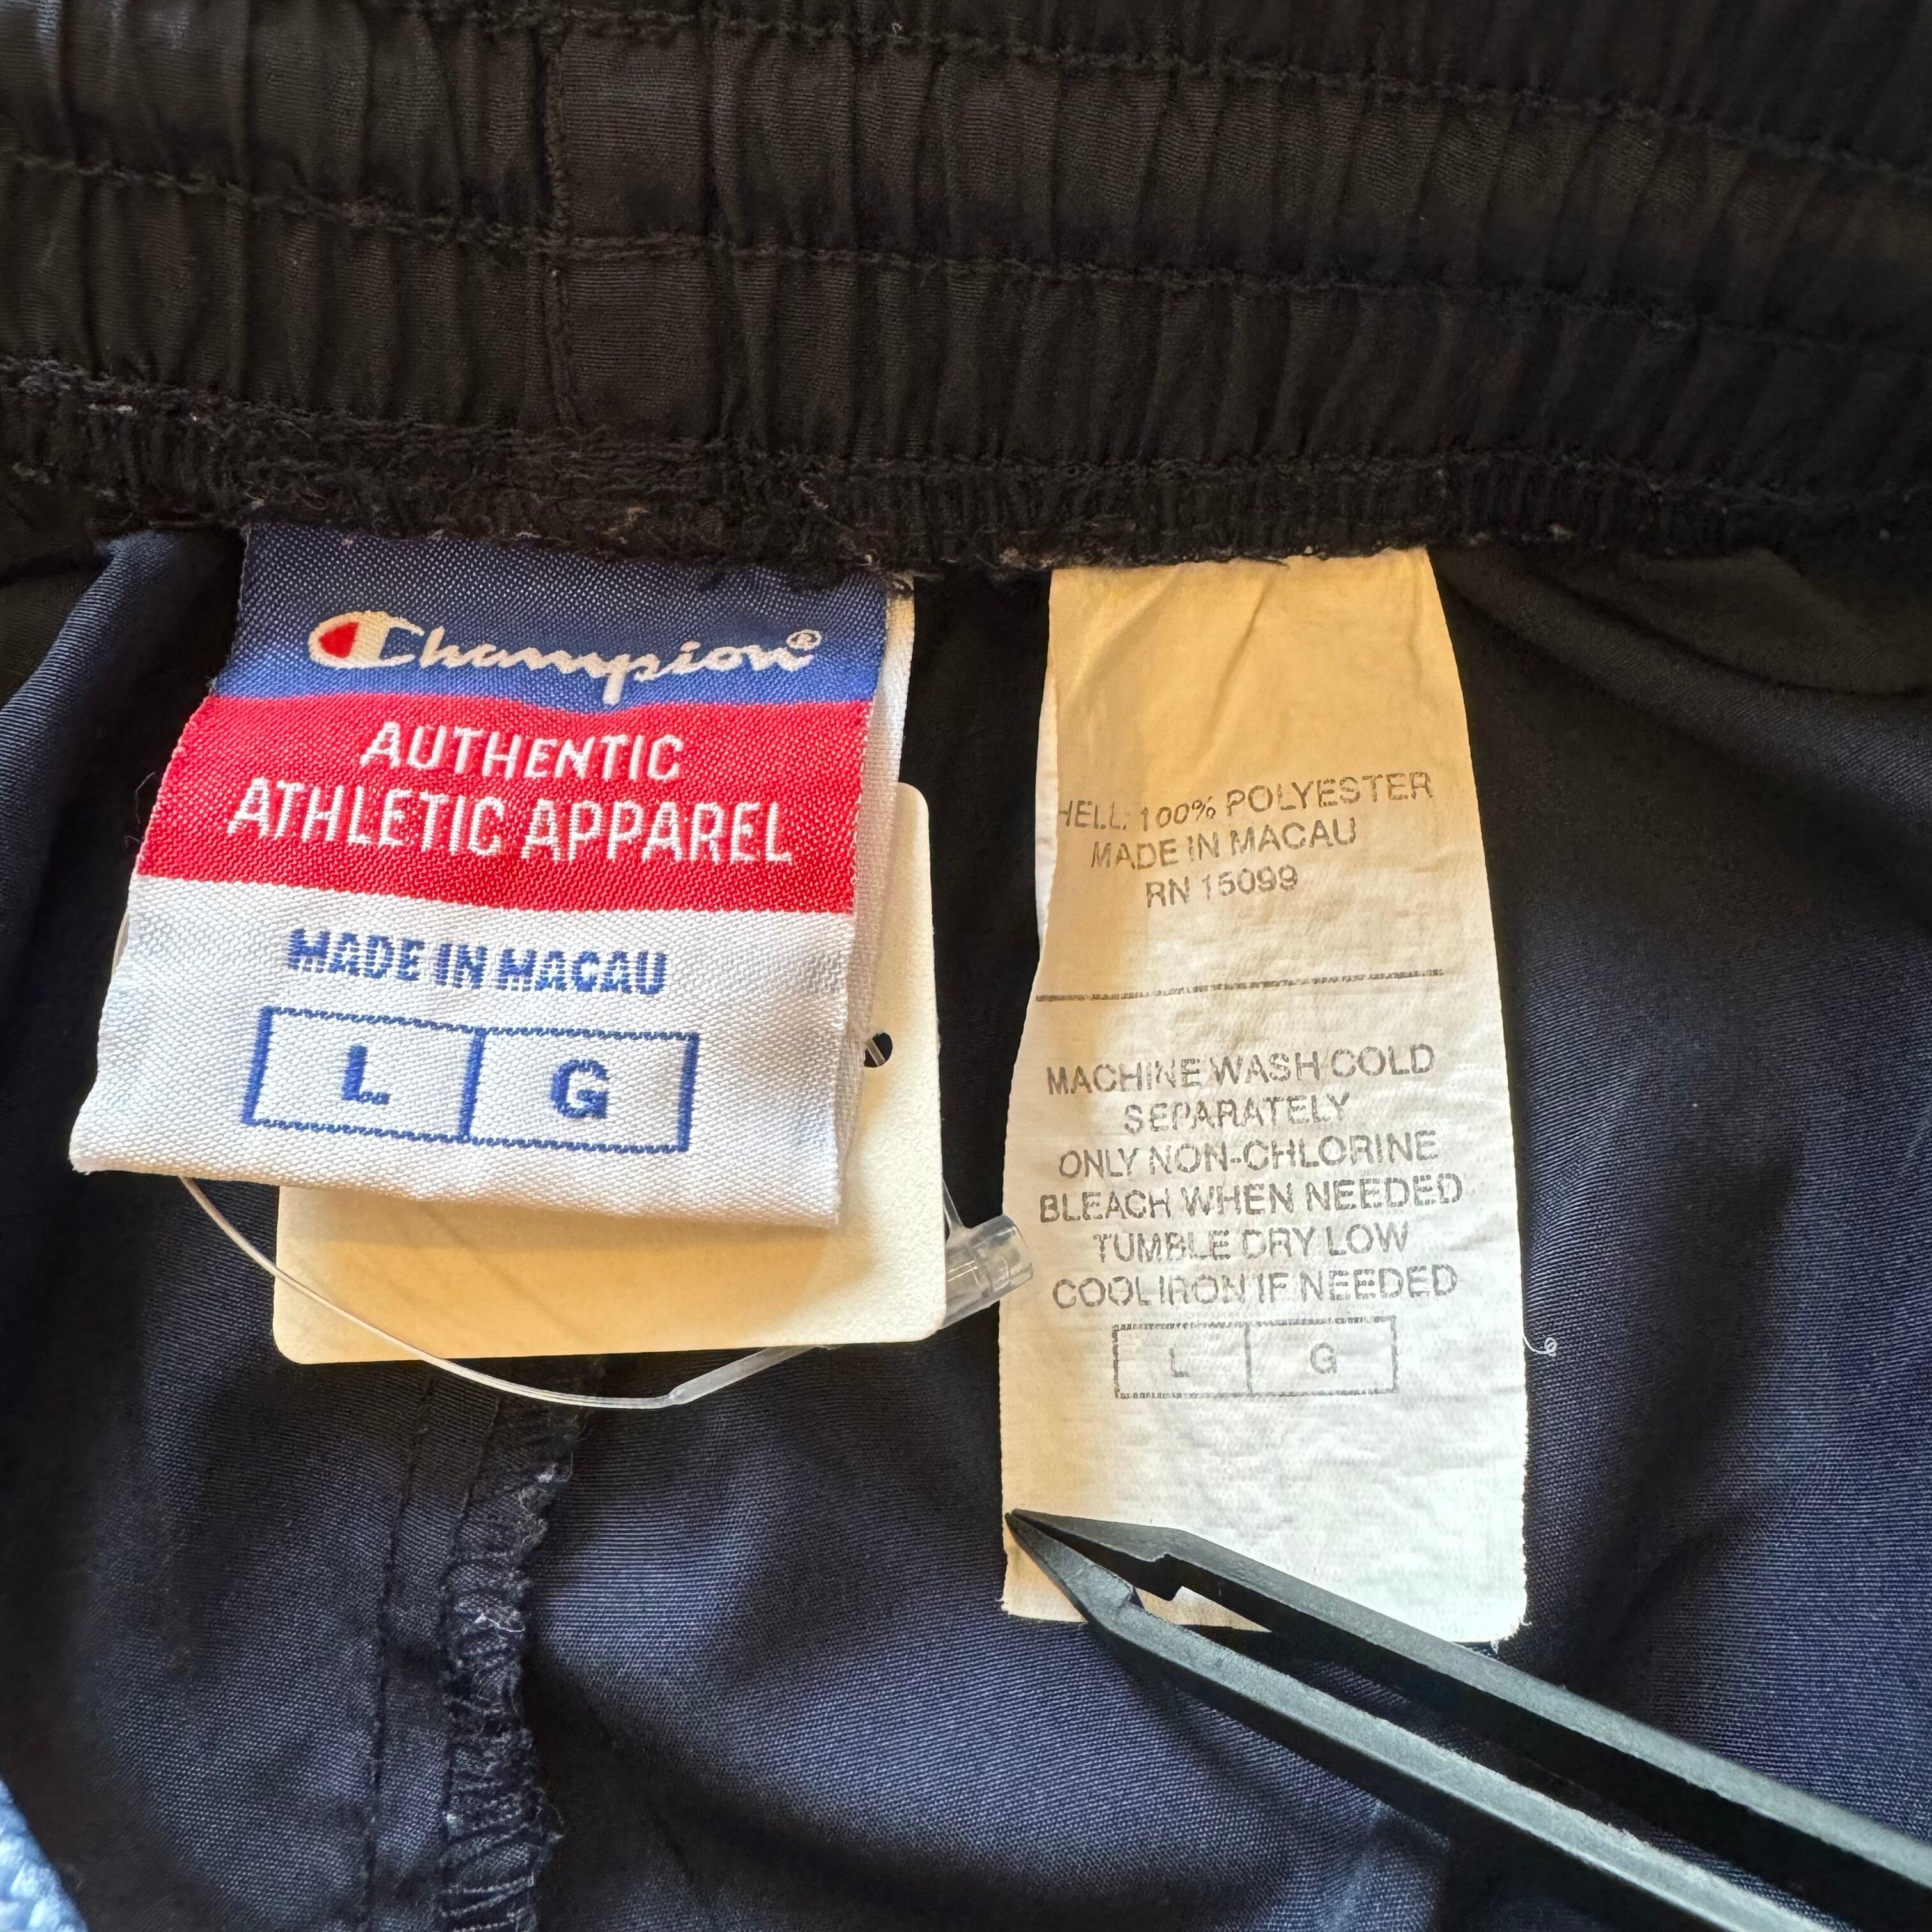 Champion®
AUTHENTIC
ATHLETIC APPAREL
MADE IN MACAU
L G
HELL: 100% POLYESTER
MADE IN MACAU
RN 15099
MACHINE WASH COLD
SEPARATELY
ONLY NON-CHLORINE
BLEACH WHEN NEEDED
TUMBLE DRY LOW
COOL IRON IF NEEDED
L G